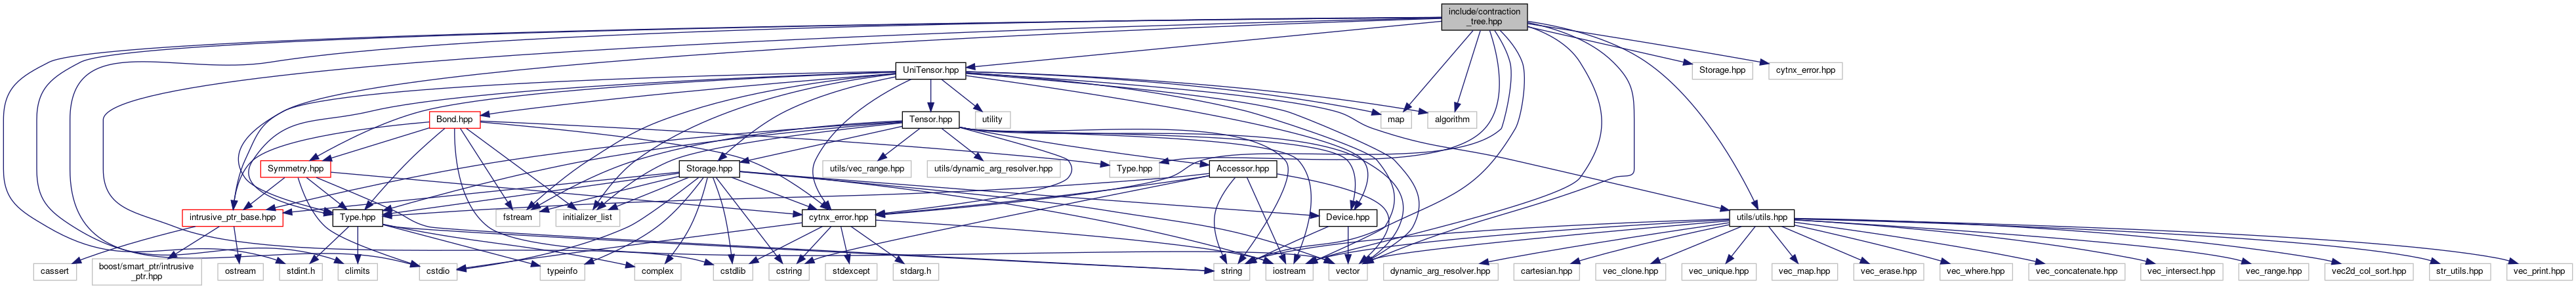 include/contraction
_tree.hpp
UniTensor.hpp
Storage.hpp
cytnx_error.hpp
Bond.hpp
Tensor.hpp
utility
map
algorithm
Symmetry.hpp
Storage.hpp
utils/vec_range.hpp
utils/dynamic_arg_resolver.hpp
Type.hpp
Accessor.hpp
intrusive_ptr_base.hpp
Type.hpp
fstream
initializer_list
cytnx_error.hpp
Device.hpp
utils/utils.hpp
cassert
boost/smart_ptr/intrusive
_ptr.hpp
ostream
stdint.h
climits
cstdio
typeinfo
complex
cstdlib
cstring
stdexcept
stdarg.h
string
iostream
vector
dynamic_arg_resolver.hpp
cartesian.hpp
vec_clone.hpp
vec_unique.hpp
vec_map.hpp
vec_erase.hpp
vec_where.hpp
vec_concatenate.hpp
vec_intersect.hpp
vec_range.hpp
vec2d_col_sort.hpp
str_utils.hpp
vec_print.hpp